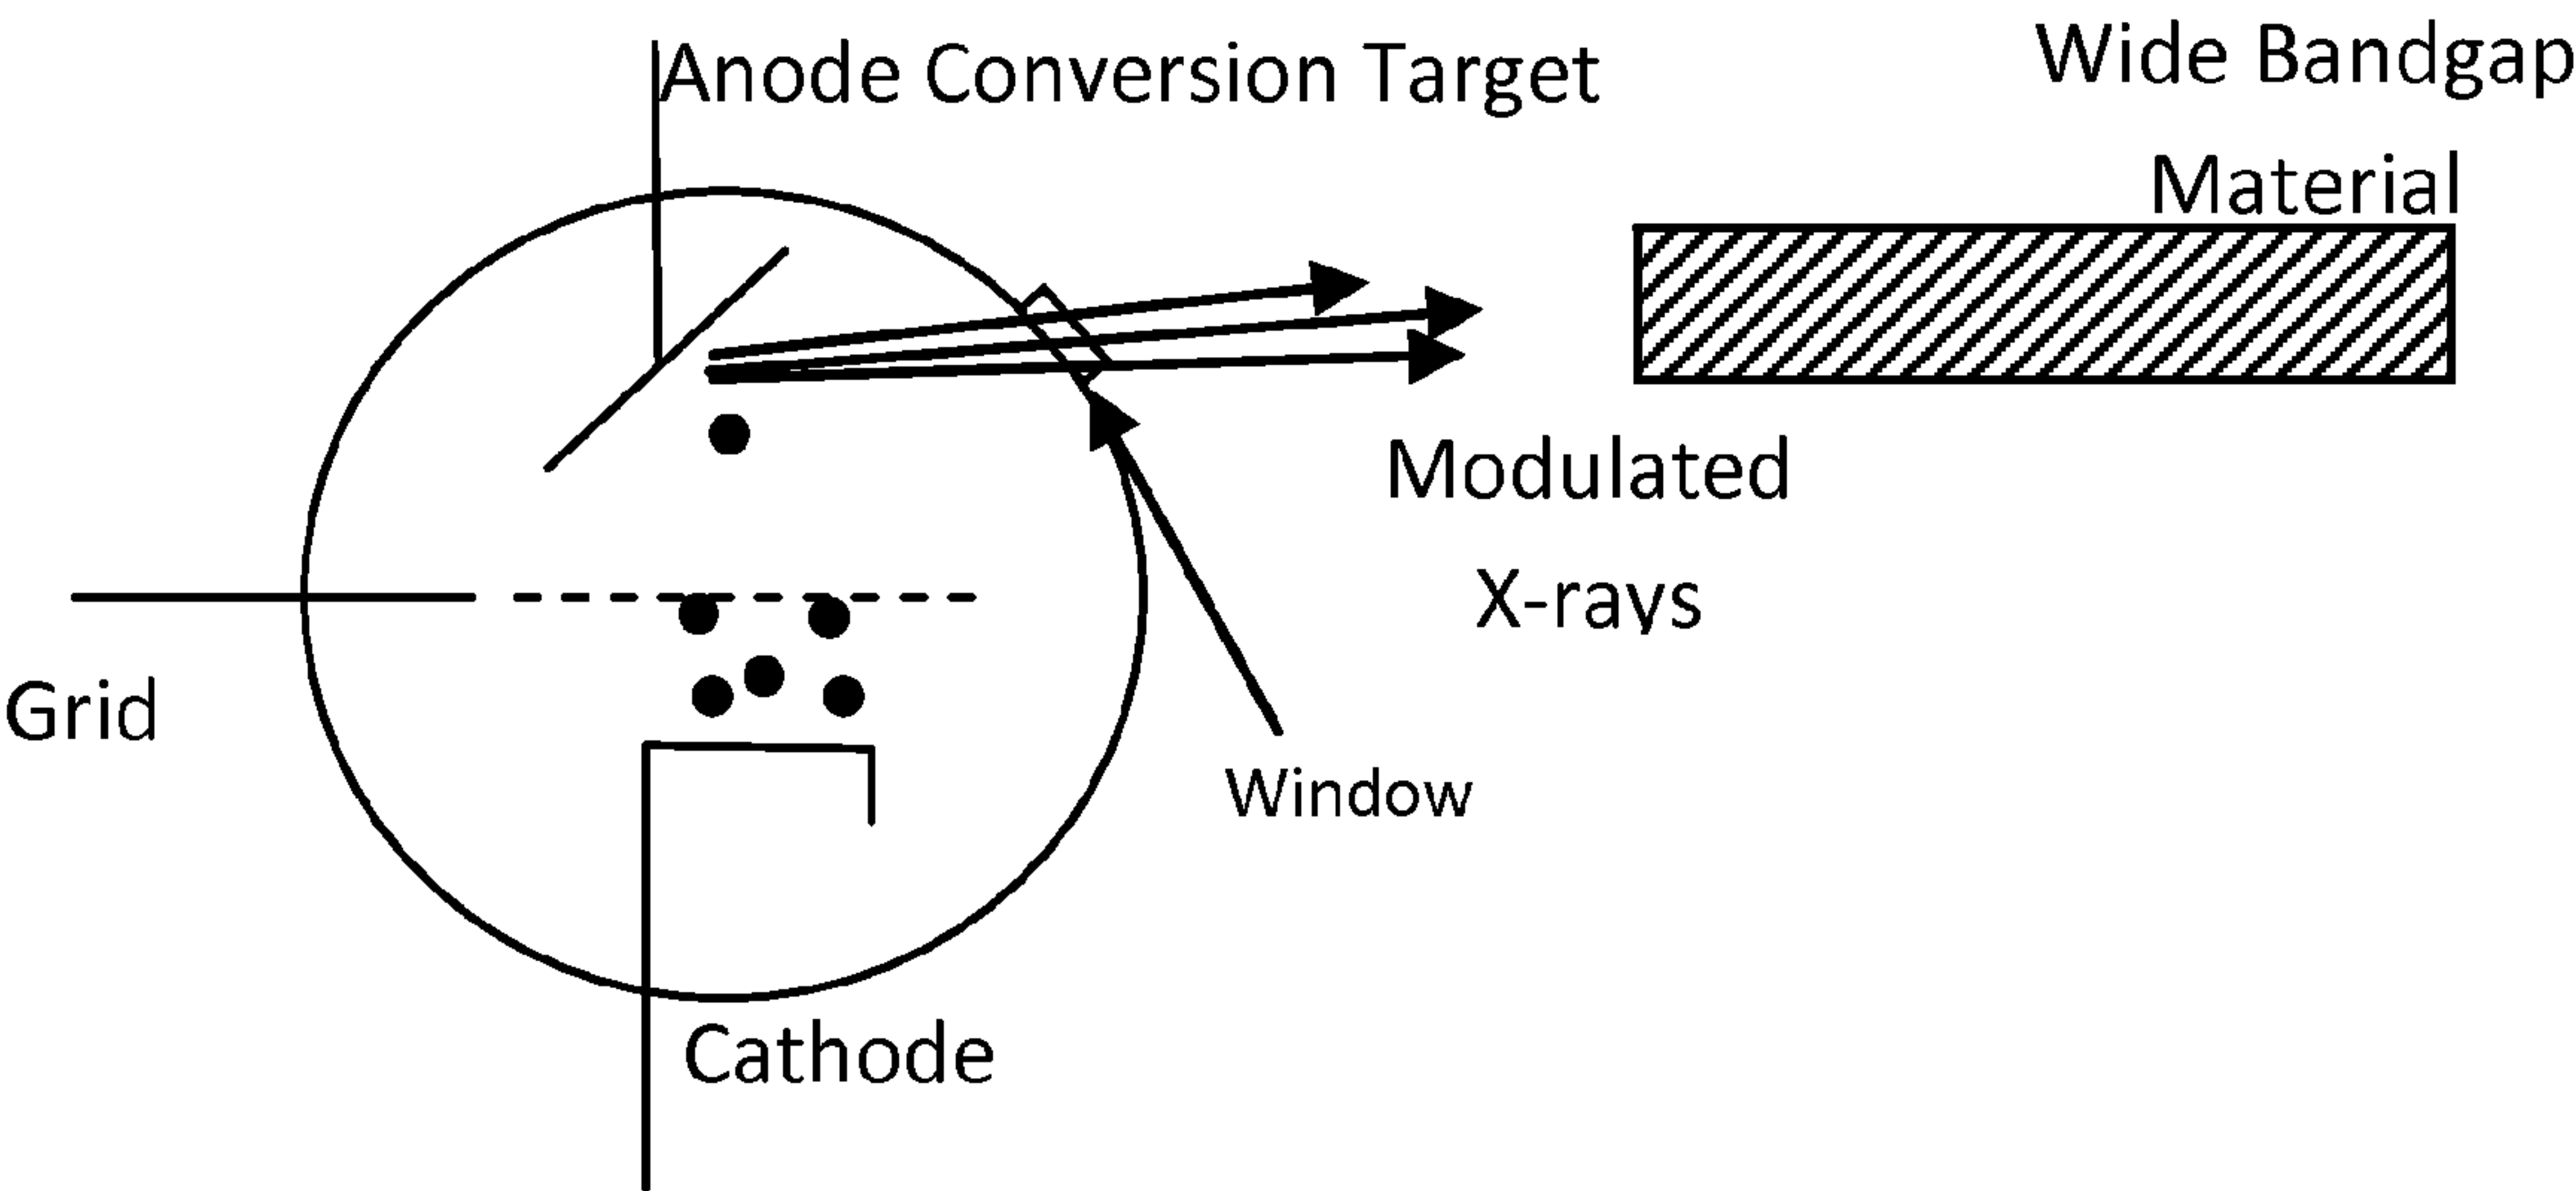 Anode Conversion Target
Wide Bandgap
Material
Modulated
X-rays
Grid
Window
Cathode